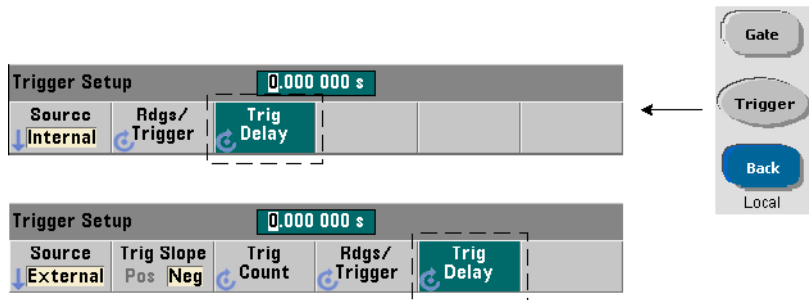 Gate
Trigger
Back
Local
Trigger Setup 0.000 000 s
Source Rdgs/ Trig
Internal Trigger Delay
Trigger Setup 0.000 000 s
Source Trig Slope Trig Rdgs/ Trig
External Pos Neg Count Trigger Delay